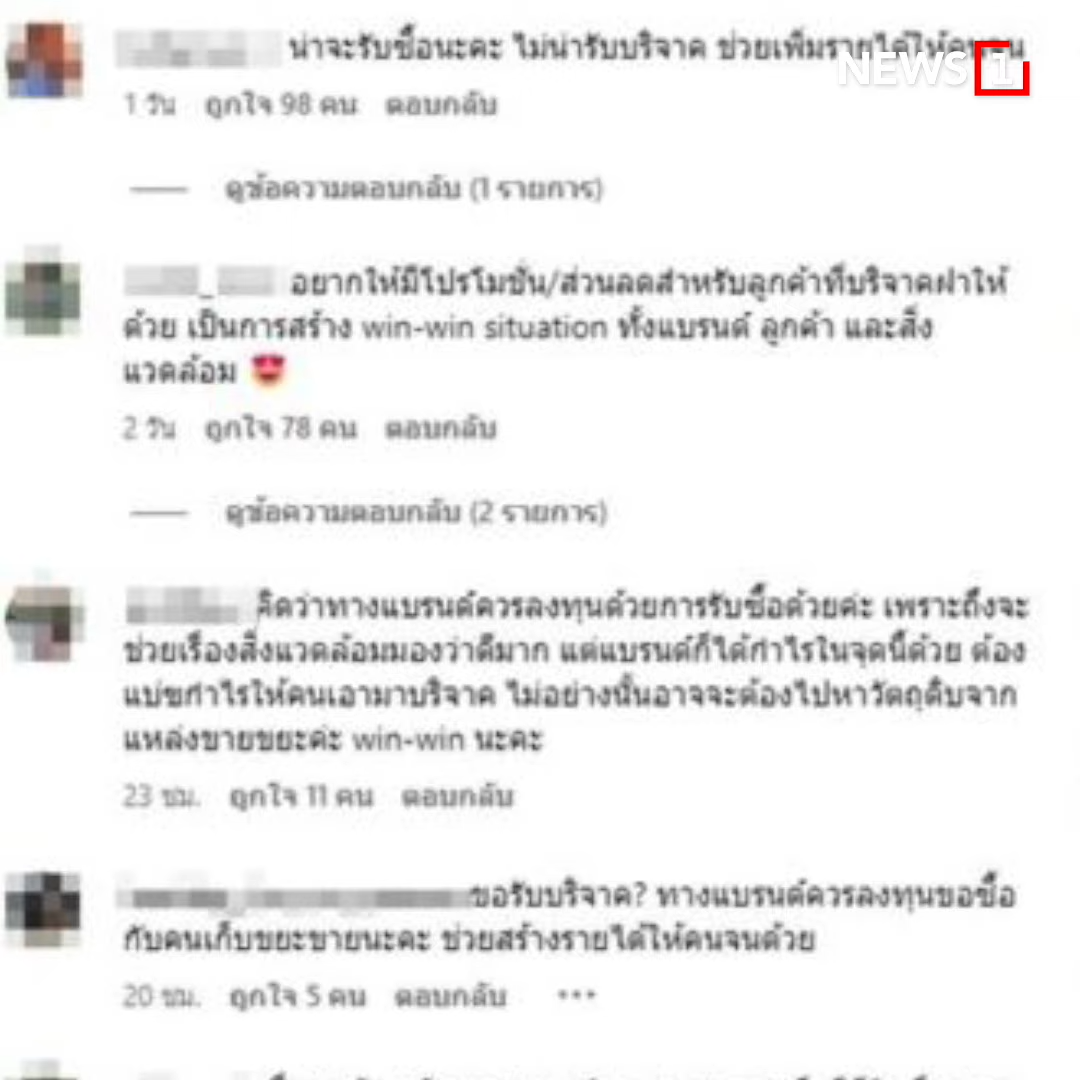 น่าจะรับซื้อนะคะ ไม่น่ารับบริจาค ช่วยเพิ่มรายได้ให้คนจน
NEWS 1
1 วัน ถูกใจ 98 คน ตอบกลับ
ดูข้อความตอบกลับ (1 รายการ)
อยากให้มีโปรโมชั่น/ส่วนลดสำหรับลูกค้าที่บริจาคฝาให้
ด้วย เป็นการสร้าง win-win situation ทั้งแบรนด์ ลูกค้า และสิ่ง
แวดล้อม 😍
2 วัน ถูกใจ 78 คน ตอบกลับ
ดูข้อความตอบกลับ (2 รายการ)
คิดว่าทางแบรนด์ควรลงทุนด้วยการรับซื้อด้วยค่ะ เพราะถึงจะ
ช่วยเรื่องสิ่งแวดล้อมมองว่าดีมาก แต่แบรนด์ก็ได้กำไรในจุดนี้ด้วย ต้อง
แบ่ขกำไรให้คนเอามาบริจาค ไม่อย่างนั้นอาจจะต้องไปหาวัตถุดิบจาก
แหล่งขายขยะค่ะ win-win นะคะ
23 ชม. ถูกใจ 11 คน ตอบกลับ
ขอรับบริจาค? ทางแบรนด์ควรลงทุนขอซื้อ
กับคนเก็บขยะขายนะคะ ช่วยสร้างรายได้ให้คนจนด้วย
20 ชม. ถูกใจ 5 คน ตอบกลับ ...